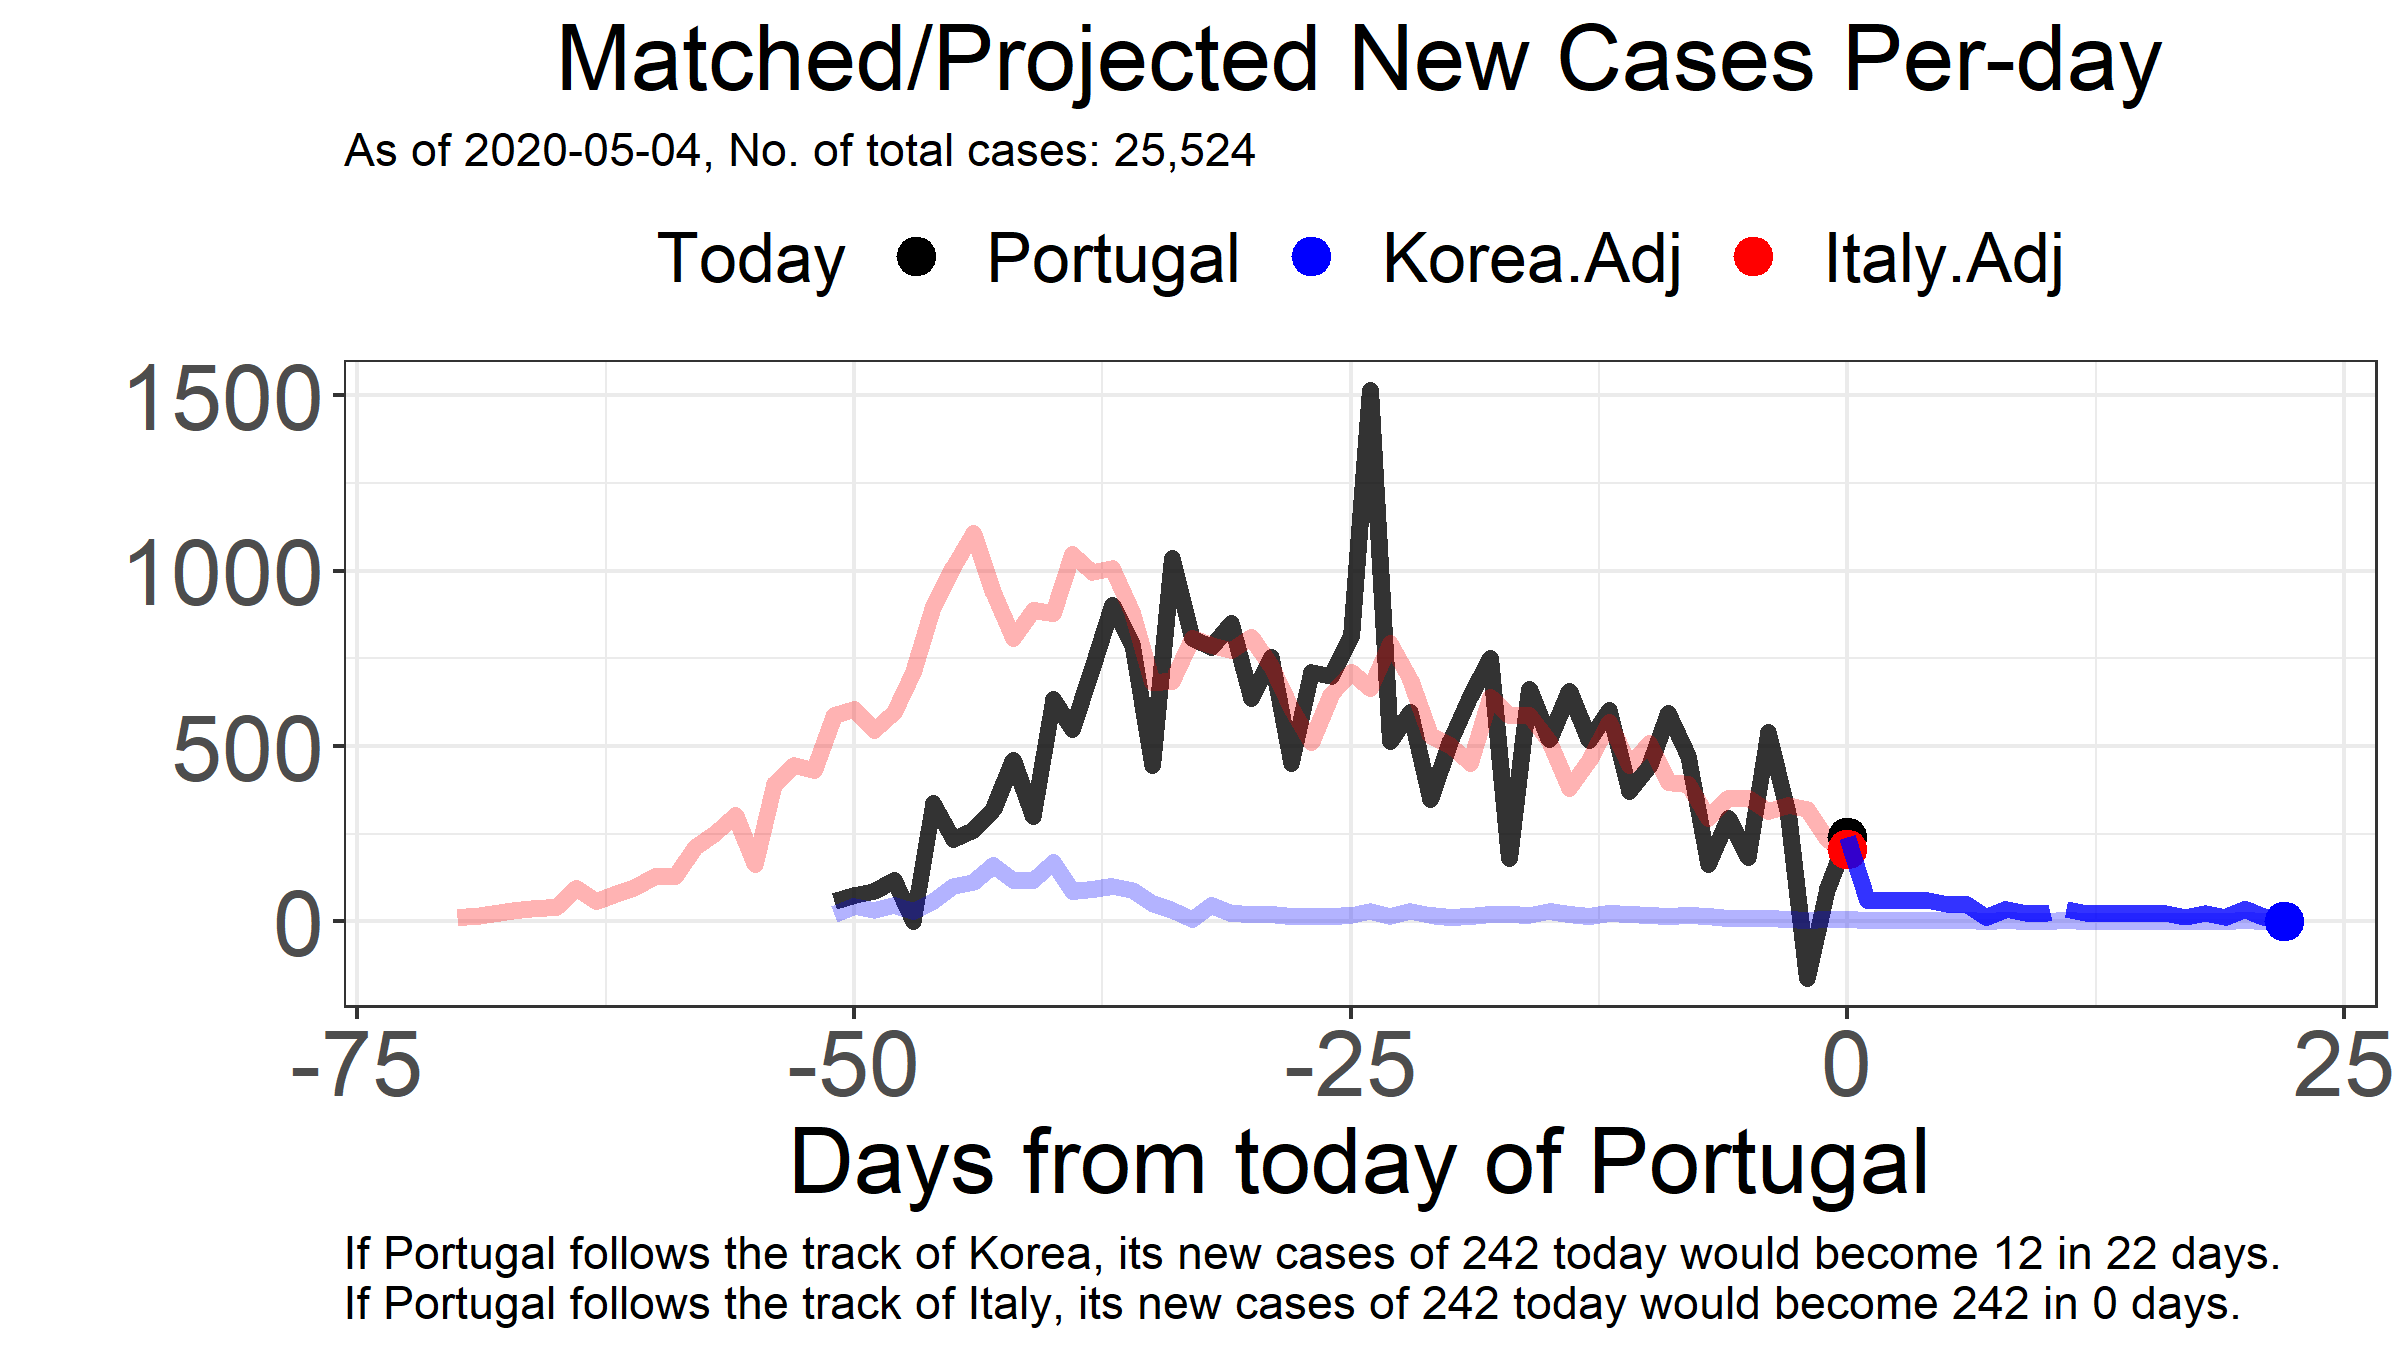 Matched/Projected New Cases Per-day
As of 2020-05-04, No. of total cases: 25,524
Today Portugal Korea.Adj Italy.Adj
1500
1000
500
0
-75 -50 -25 0 25
Days from today of Portugal
If Portugal follows the track of Korea, its new cases of 242 today would become 12 in 22 days.
If Portugal follows the track of Italy, its new cases of 242 today would become 242 in 0 days.